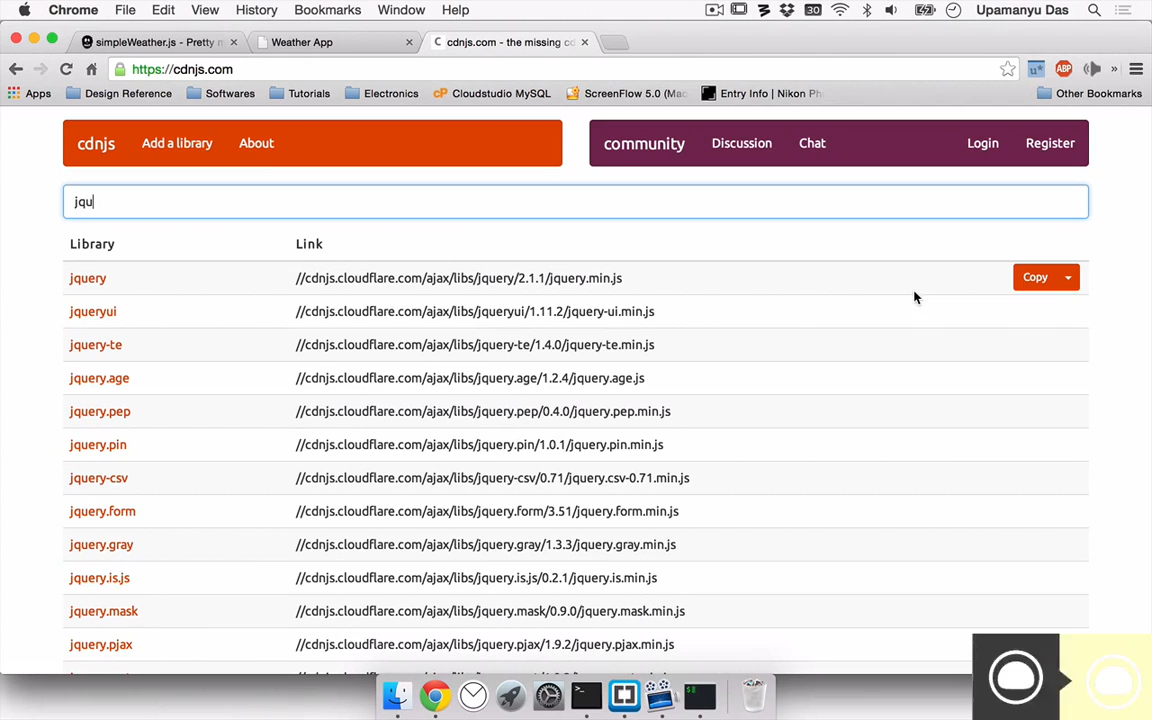 Chrome File Edit View History Bookmarks Window Help 30 Upamanyu Das
simpleWeather.js - Pretty Weather App cdnjs.com - the missing cd
https://cdnjs.com ABP
Apps Design Reference Softwares Tutorials Electronics cP Cloudstudio MySQL ScreenFlow 5.0 (Mac Entry Info | Nikon Ph Other Bookmarks
cdnjs Add a library About community Discussion Chat Login Register
jqu
Library Link
jquery //cdnjs.cloudflare.com/ajax/libs/jquery/2.1.1/jquery.min.js Copy
jqueryui //cdnjs.cloudflare.com/ajax/libs/jqueryui/1.11.2/jquery-ui.min.js
jquery-te //cdnjs.cloudflare.com/ajax/libs/jquery-te/1.4.0/jquery-te.min.js
jquery.age //cdnjs.cloudflare.com/ajax/libs/jquery.age/1.2.4/jquery.age.js
jquery.pep //cdnjs.cloudflare.com/ajax/libs/jquery.pep/0.4.0/jquery.pep.min.js
jquery.pin //cdnjs.cloudflare.com/ajax/libs/jquery.pin/1.0.1/jquery.pin.min.js
jquery-csv //cdnjs.cloudflare.com/ajax/libs/jquery-csv/0.71/jquery.csv-0.71.min.js
jquery.form //cdnjs.cloudflare.com/ajax/libs/jquery.form/3.51/jquery.form.min.js
jquery.gray //cdnjs.cloudflare.com/ajax/libs/jquery.gray/1.3.3/jquery.gray.min.js
jquery.is.js //cdnjs.cloudflare.com/ajax/libs/jquery.is.js/0.2.1/jquery.is.min.js
jquery.mask //cdnjs.cloudflare.com/ajax/libs/jquery.mask/0.9.0/jquery.mask.min.js
jquery.pjax //cdnjs.cloudflare.com/ajax/libs/jquery.pjax/1.9.2/jquery.pjax.min.js